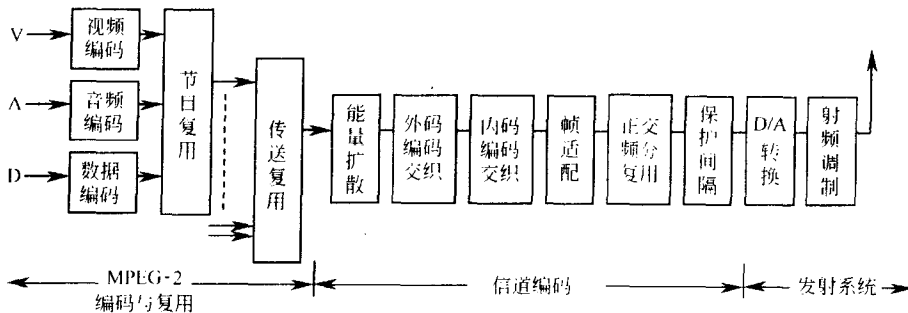 V
视频
编码
A
音频
编码
D
数据
编码
节目复用
传送复用
能量扩散
外码
编码
交织
内码
编码
交织
帧适配
正交
频分
复用
保护间隔
D/A
转换
射频调制
MPEG-2
编码与复用
信道编码
发射系统